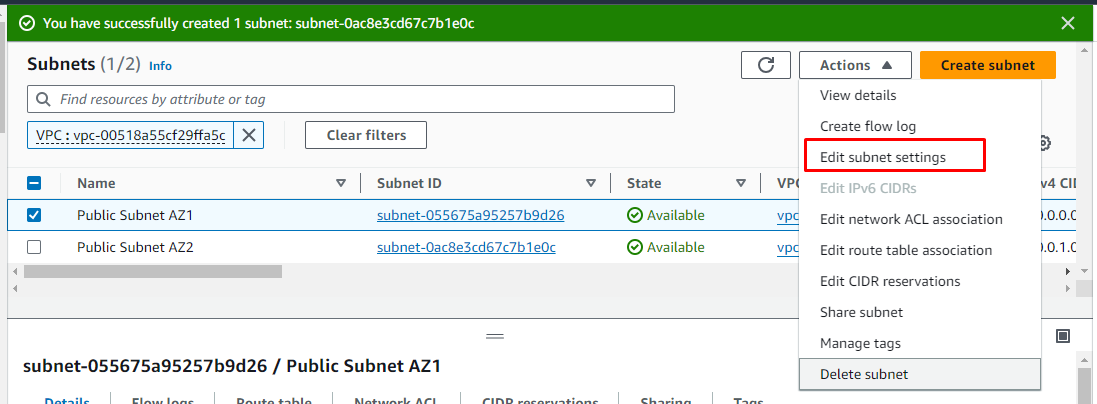 You have successfully created 1 subnet: subnet-0ac8e3cd67c7b1e0c
Subnets (1/2) Info
Actions
Create subnet
Find resources by attribute or tag
VPC : vpc-00518a55cf29ffa5c
Clear filters
View details
Create flow log
Edit subnet settings
Edit IPv6 CIDRs
Edit network ACL association
Edit route table association
Edit CIDR reservations
Share subnet
Manage tags
Delete subnet
Name Subnet ID State VPC v4 CID
Public Subnet AZ1 subnet-055675a95257b9d26 Available vpc 0.0.0.0
Public Subnet AZ2 subnet-0ac8e3cd67c7b1e0c Available vpc 0.0.1.0
subnet-055675a95257b9d26 / Public Subnet AZ1
Details Flow logs Route table Network ACL CIDR reservations Sharing Tags